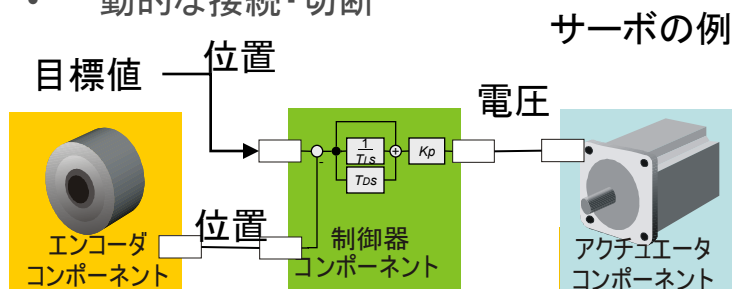 • 動的な接続・切断
サーボの例
位置
目標値
電圧
-
1
TIs
+
Kp
TDs
位置
エンコーダ
コンポーネント
制御器
コンポーネント
アクチュエータ
コンポーネント